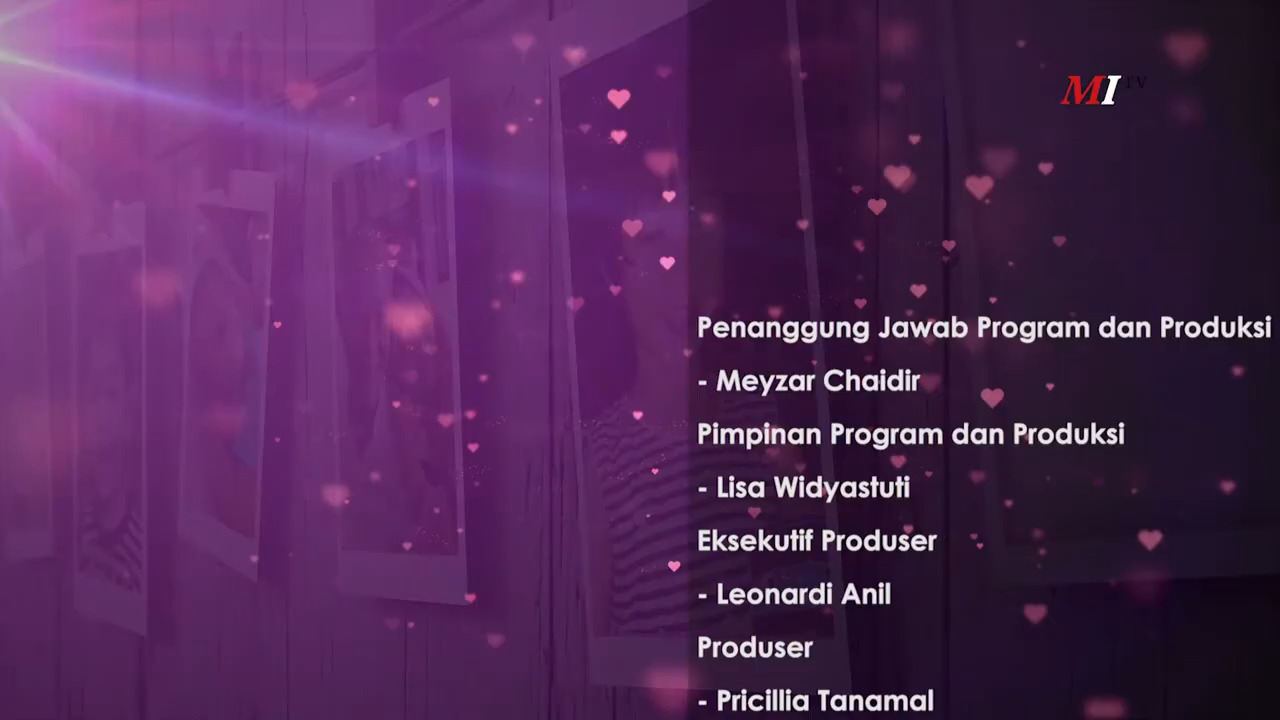 MI TV
Penanggung Jawab Program dan Produksi
- Meyzar Chaidir
Pimpinan Program dan Produksi
- Lisa Widyastuti
Eksekutif Produser
- Leonardi Anil
Produser
- Pricillia Tanamal